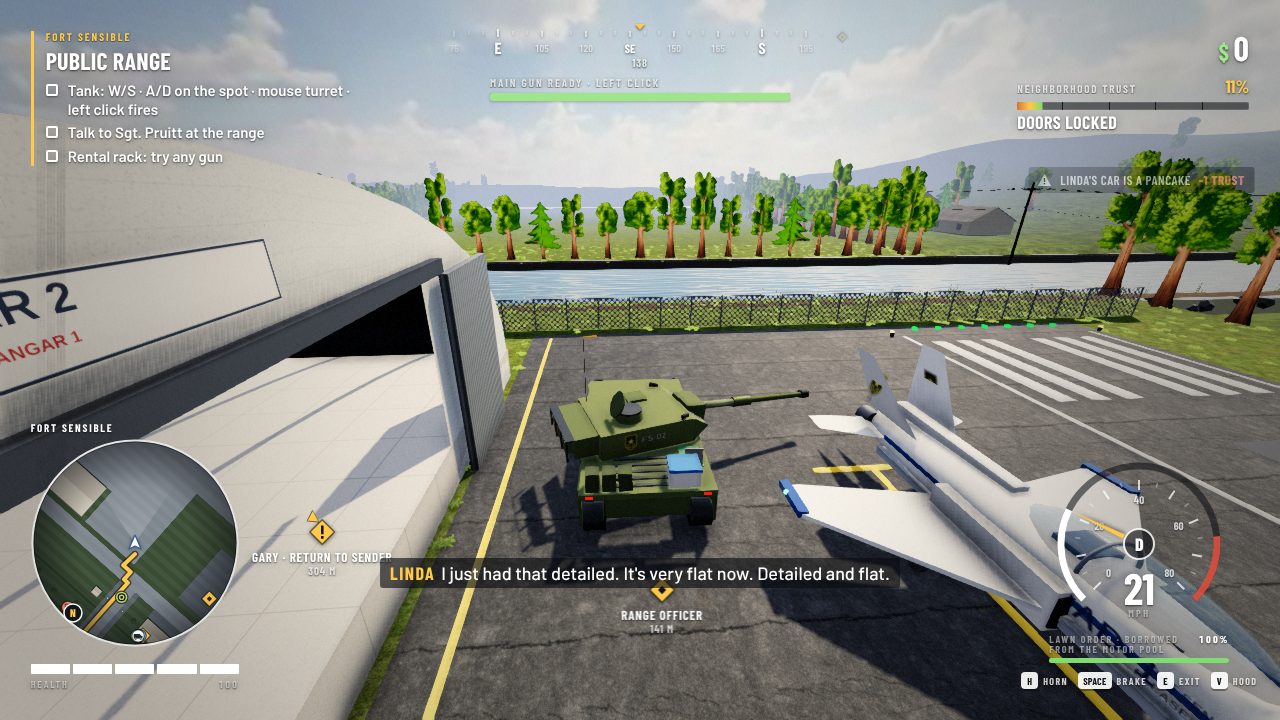 FORT SENSIBLE
PUBLIC RANGE
Tank: W/S · A/D on the spot · mouse turret ·
left click fires
Talk to Sgt. Pruitt at the range
Rental rack: try any gun
75 E 105 120 SE 150 165 S 195
138
MAIN GUN READY · LEFT CLICK
$ 0
NEIGHBORHOOD TRUST 11%
DOORS LOCKED
LINDA'S CAR IS A PANCAKE -1 TRUST
R 2
ANGAR 1
FS 02
FORT SENSIBLE
N
GARY · RETURN TO SENDER
304 M
LINDA I just had that detailed. It's very flat now. Detailed and flat.
RANGE OFFICER
141 M
0 20 40 60 80
D
21
MPH
LAWN ORDER · BORROWED
FROM THE MOTOR POOL
100%
HEALTH 100
H HORN SPACE BRAKE E EXIT V HOOD